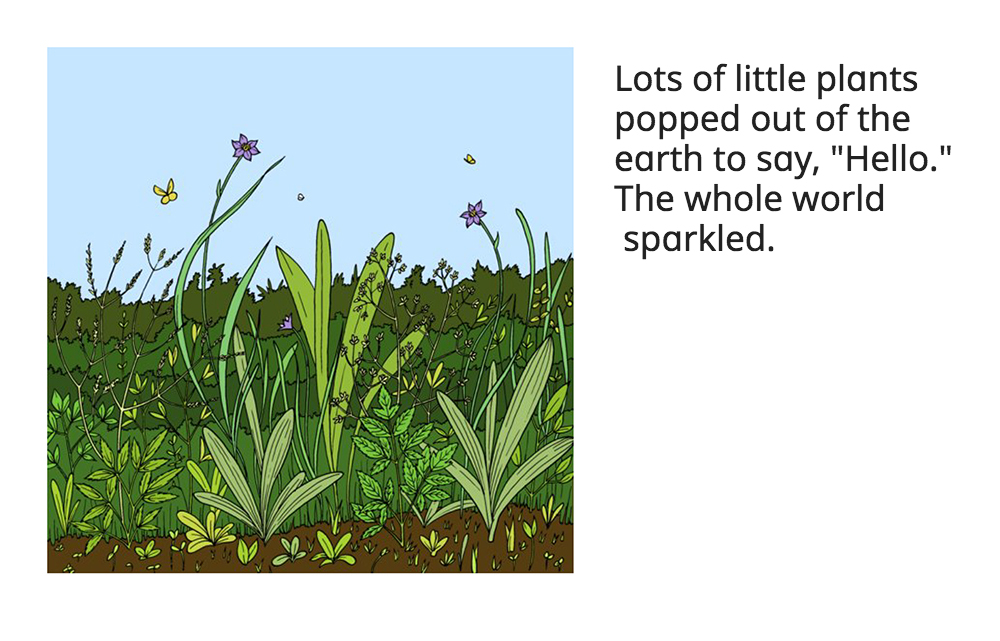 Lots of little plants
popped out of the
earth to say, "Hello."
The whole world
sparkled.